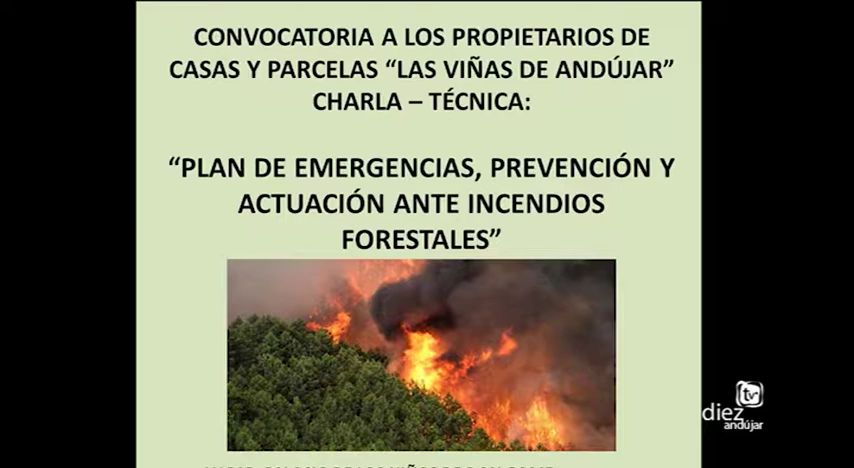 CONVOCATORIA A LOS PROPIETARIOS DE
CASAS Y PARCELAS “LAS VIÑAS DE ANDÚJAR”
CHARLA – TÉCNICA:
“PLAN DE EMERGENCIAS, PREVENCIÓN Y
ACTUACIÓN ANTE INCENDIOS
FORESTALES”
tv
diez
andújar